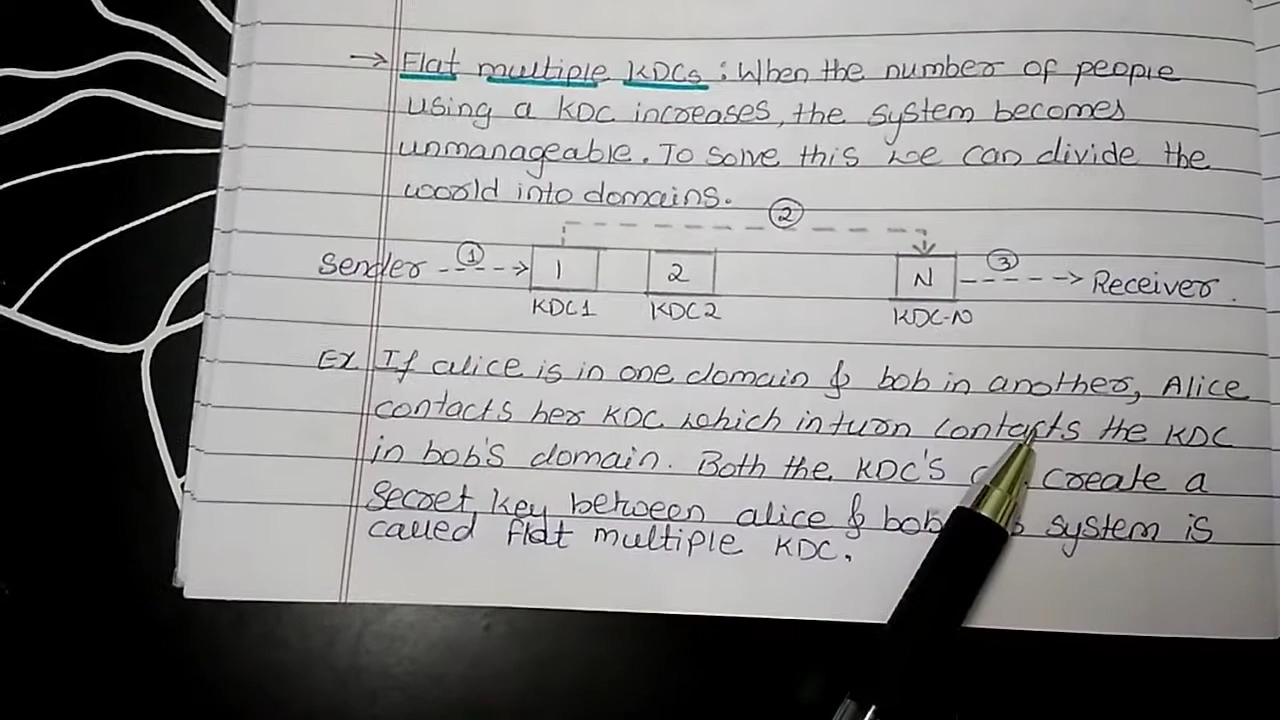 → Flat multiple KDCs : When the number of people
using a KDC increases, the system becomes
unmanageable. To solve this we can divide the
world into domains.
②
Sender ① 1 2 N ③ Receiver.
KDC1 KDC2 KDC-N
Ex If alice is in one domain & bob in another, Alice
contacts her KDC which in turn contacts the KDC
in bob's domain. Both the KDC's create a
secret key between alice & bob system is
called flat multiple KDC.